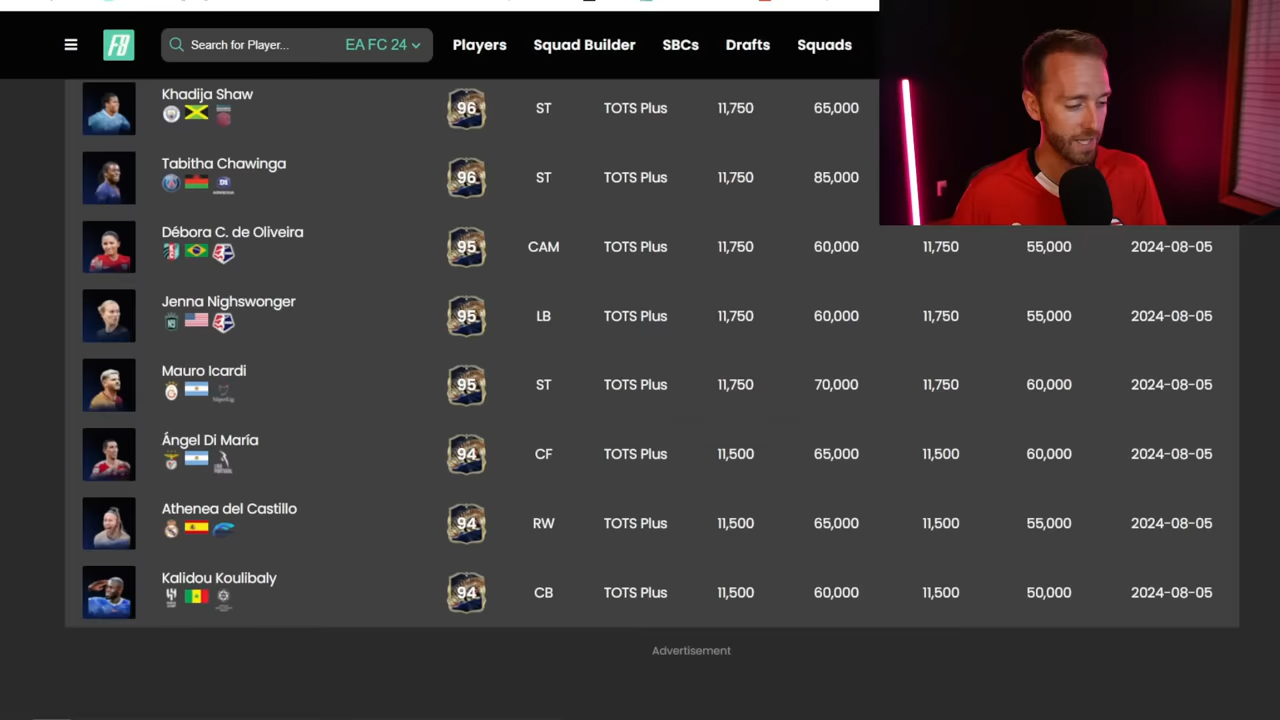 F8 Search for Player... EA FC 24 Players Squad Builder SBCs Drafts Squads
Khadija Shaw 96 ST TOTS Plus 11,750 65,000
Tabitha Chawinga 96 ST TOTS Plus 11,750 85,000
Débora C. de Oliveira 95 CAM TOTS Plus 11,750 60,000 11,750 55,000 2024-08-05
Jenna Nighswonger 95 LB TOTS Plus 11,750 60,000 11,750 55,000 2024-08-05
Mauro Icardi 95 ST TOTS Plus 11,750 70,000 11,750 60,000 2024-08-05
Ángel Di María 94 CF TOTS Plus 11,500 65,000 11,500 60,000 2024-08-05
Athenea del Castillo 94 RW TOTS Plus 11,500 65,000 11,500 55,000 2024-08-05
Kalidou Koulibaly 94 CB TOTS Plus 11,500 60,000 11,500 50,000 2024-08-05
Advertisement